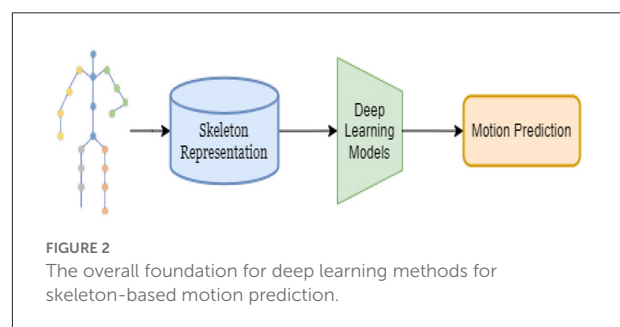 Skeleton
Representation
Deep
Learning
Models
Motion Prediction
FIGURE 2
The overall foundation for deep learning methods for
skeleton-based motion prediction.